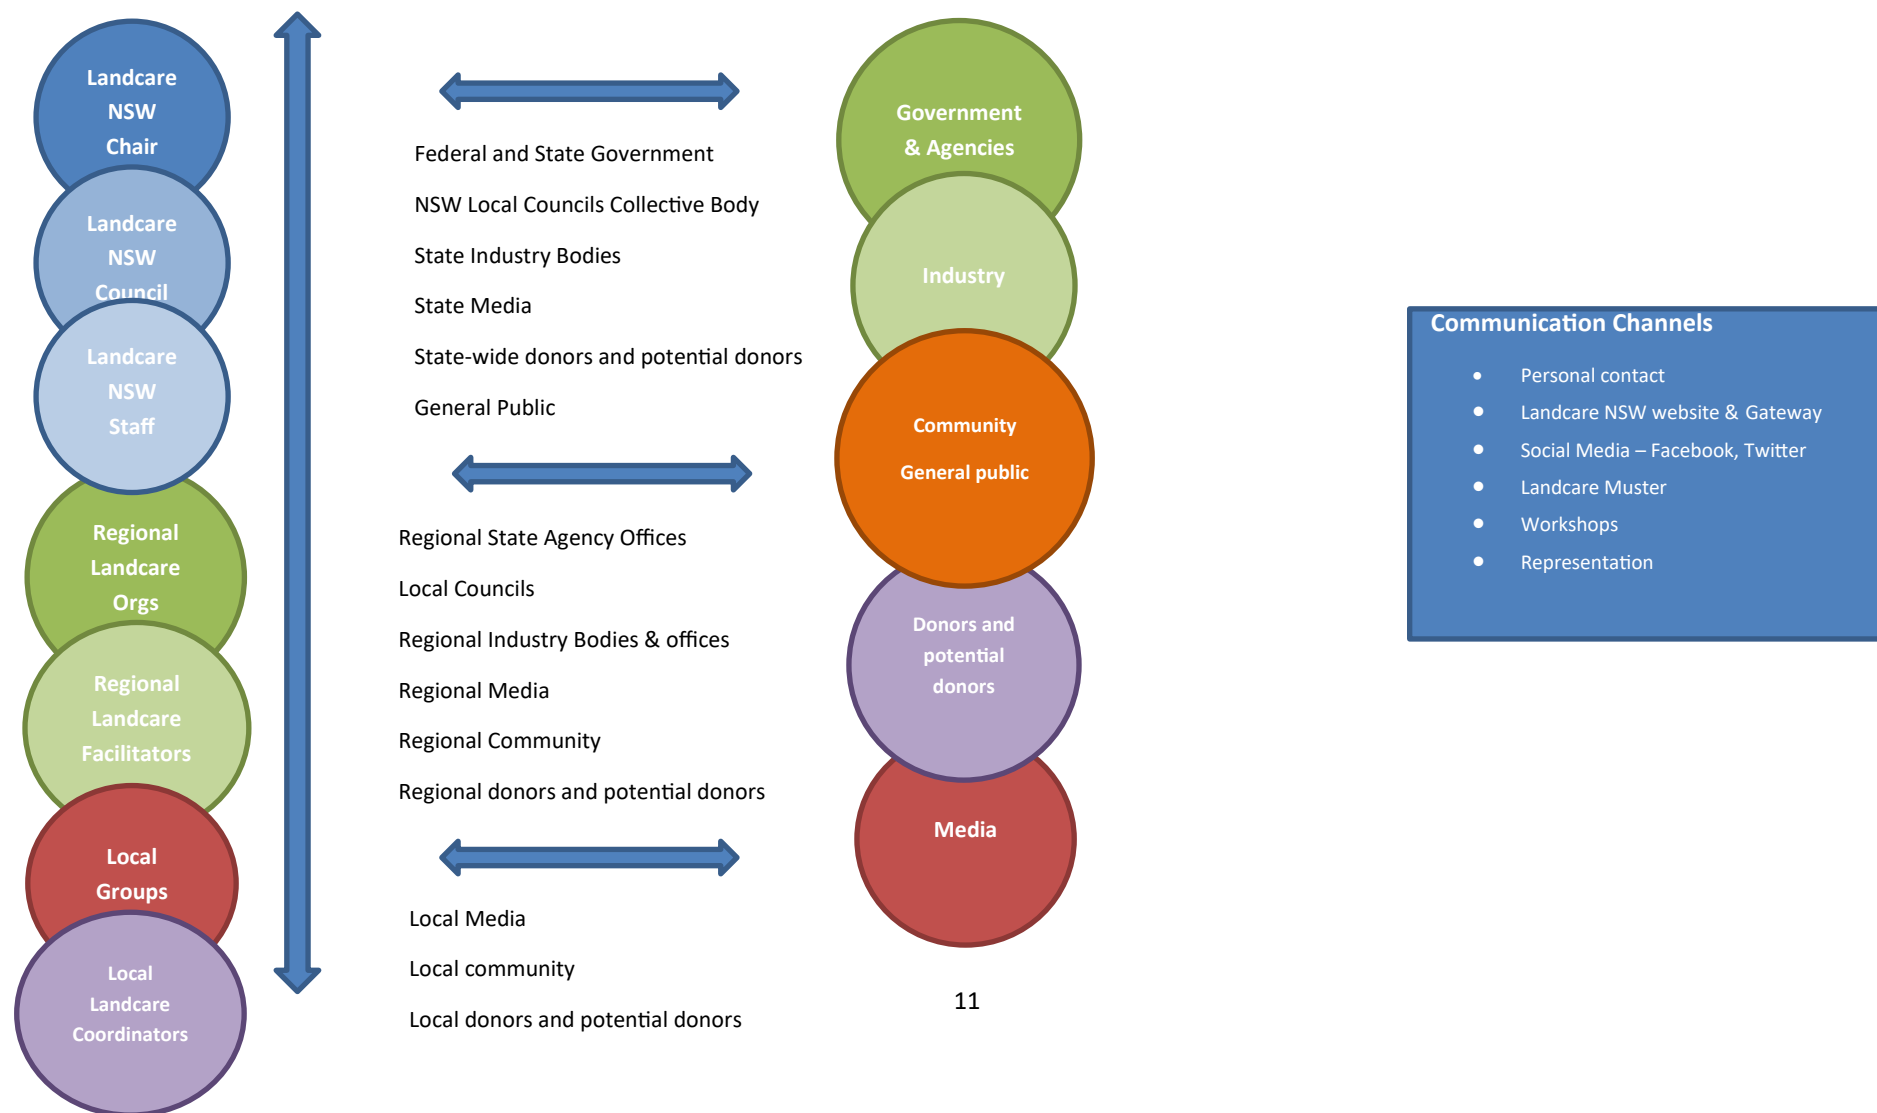 Landcare
NSW
Chair
Landcare
NSW
Council
Landcare
NSW
Staff
Regional
Landcare
Orgs
Regional
Landcare
Facilitators
Local
Groups
Local
Landcare
Coordinators
Federal and State Government
NSW Local Councils Collective Body
State Industry Bodies
State Media
State-wide donors and potential donors
General Public
Regional State Agency Offices
Local Councils
Regional Industry Bodies & offices
Regional Media
Regional Community
Regional donors and potential donors
Local Media
Local community
Local donors and potential donors
Government
& Agencies
Industry
Community
General public
Donors and
potential
donors
Media
Communication Channels
• Personal contact
• Landcare NSW website & Gateway
• Social Media – Facebook, Twitter
• Landcare Muster
• Workshops
• Representation
11